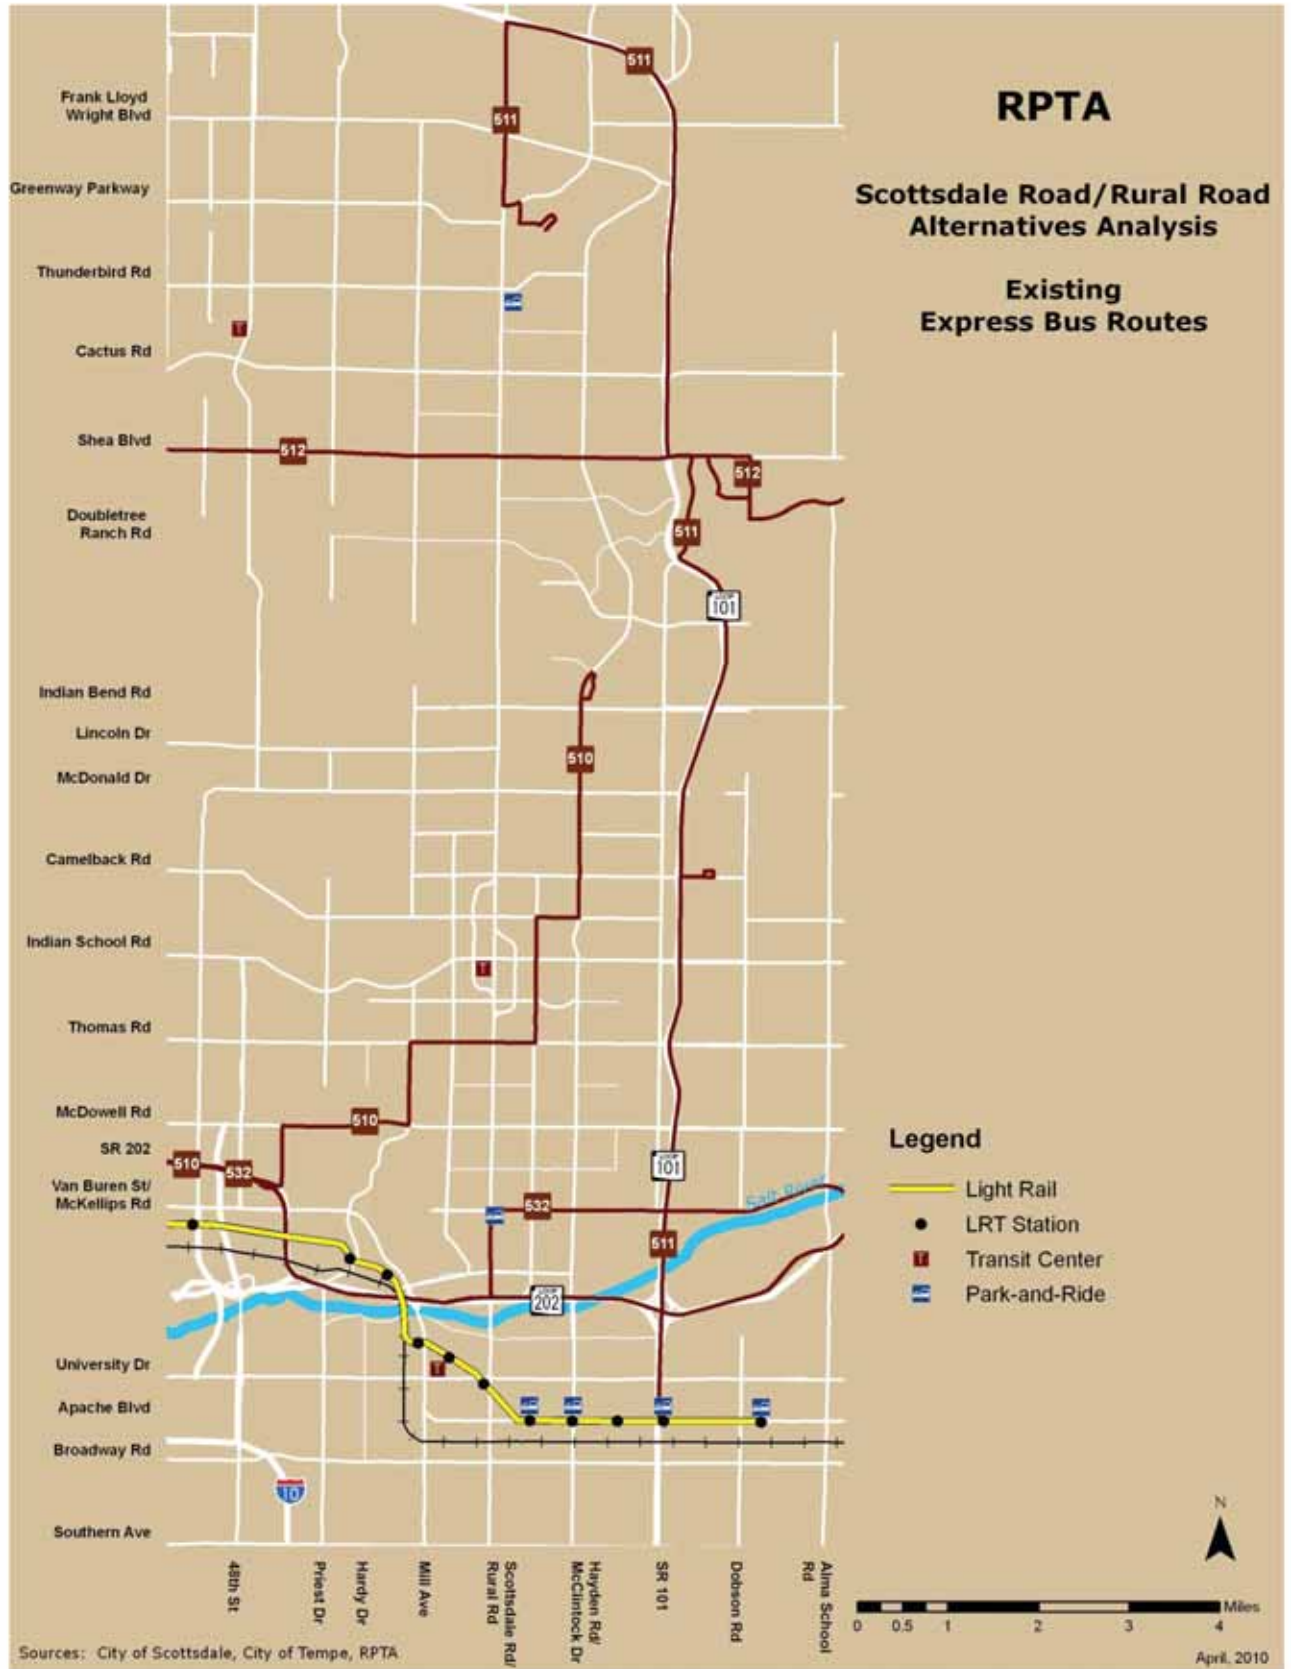 RPTA
Scottsdale Road/Rural Road
Alternatives Analysis
Existing
Express Bus Routes
Frank Lloyd
Wright Blvd
Greenway Parkway
Thunderbird Rd
Cactus Rd
Shea Blvd
Doubletree
Ranch Rd
Indian Bend Rd
Lincoln Dr
McDonald Dr
Camelback Rd
Indian School Rd
Thomas Rd
McDowell Rd
SR 202
Van Buren St/
McKellips Rd
University Dr
Apache Blvd
Broadway Rd
Southern Ave
511
511
T
512
512
511
LOOP
101
510
T
510
510
532
LOOP
101
532
Salt River
511
LOOP
202
T
10
48th St
Priest Dr
Hardy Dr
Mill Ave
Scottsdale Rd/
Rural Rd
Hayden Rd/
McClintock Dr
SR 101
Dobson Rd
Alma School
Rd
Legend
Light Rail
LRT Station
T Transit Center
Park-and-Ride
N
Miles
0 0.5 1 2 3 4
Sources: City of Scottsdale, City of Tempe, RPTA
April, 2010